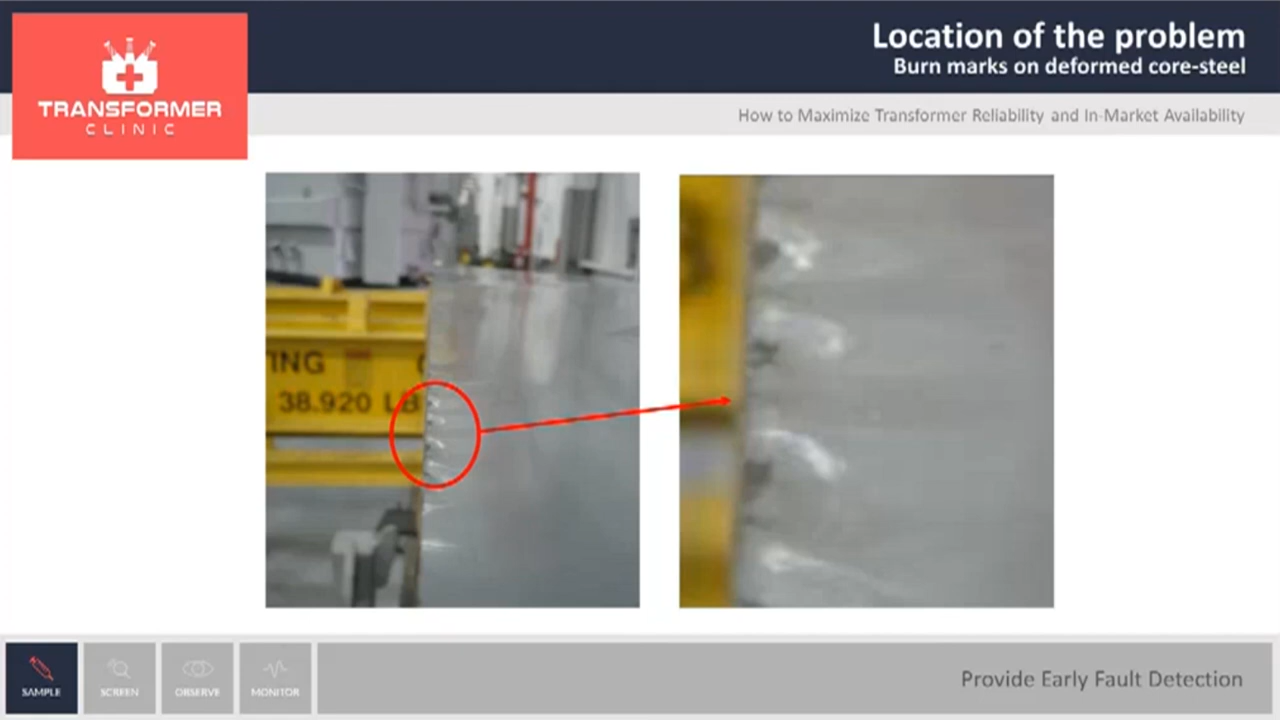 TRANSFORMER
CLINIC
Location of the problem
Burn marks on deformed core-steel
How to Maximize Transformer Reliability and In-Market Availability
ING
38.920 LB
SAMPLE
SCREEN
OBSERVE
MONITOR
Provide Early Fault Detection